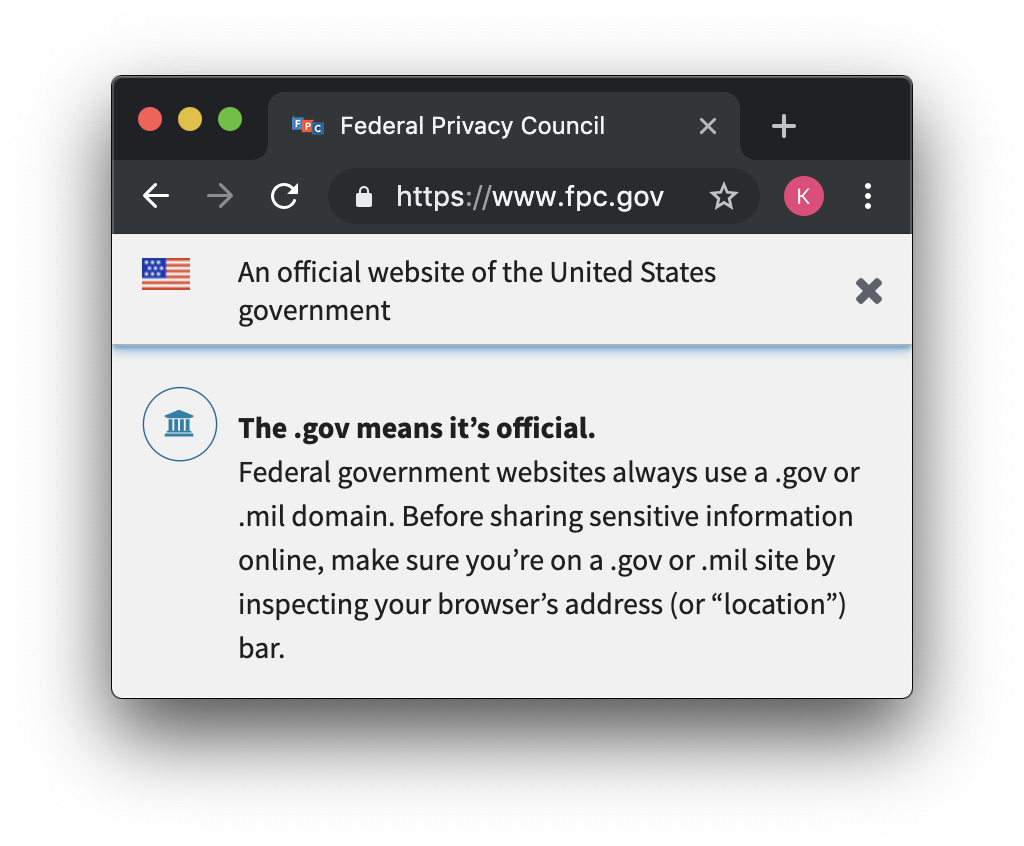 FPC Federal Privacy Council
https://www.fpc.gov K
An official website of the United States
government
The .gov means it’s official.
Federal government websites always use a .gov or
.mil domain. Before sharing sensitive information
online, make sure you’re on a .gov or .mil site by
inspecting your browser’s address (or “location”)
bar.